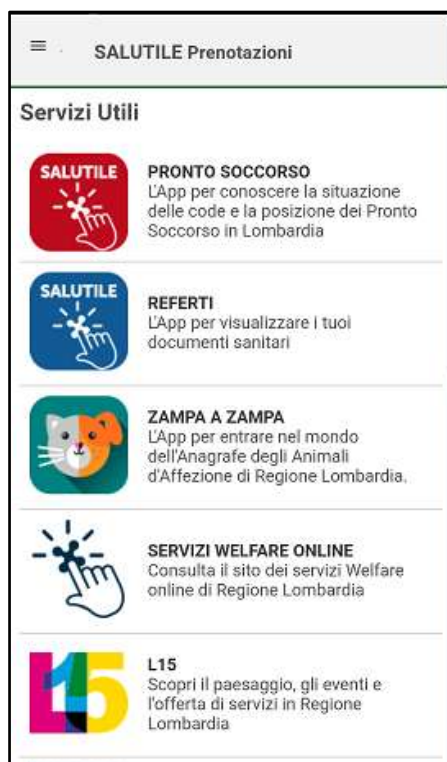 SALUTILE Prenotazioni
Servizi Utili
SALUTILE
PRONTO SOCCORSO
L'App per conoscere la situazione
delle code e la posizione dei Pronto
Soccorso in Lombardia
SALUTILE
REFERTI
L'App per visualizzare i tuoi
documenti sanitari
ZAMPA A ZAMPA
L'App per entrare nel mondo
dell'Anagrafe degli Animali
d'Affezione di Regione Lombardia.
SERVIZI WELFARE ONLINE
Consulta il sito dei servizi Welfare
online di Regione Lombardia
L15
L15
Scopri il paesaggio, gli eventi e
l'offerta di servizi in Regione
Lombardia